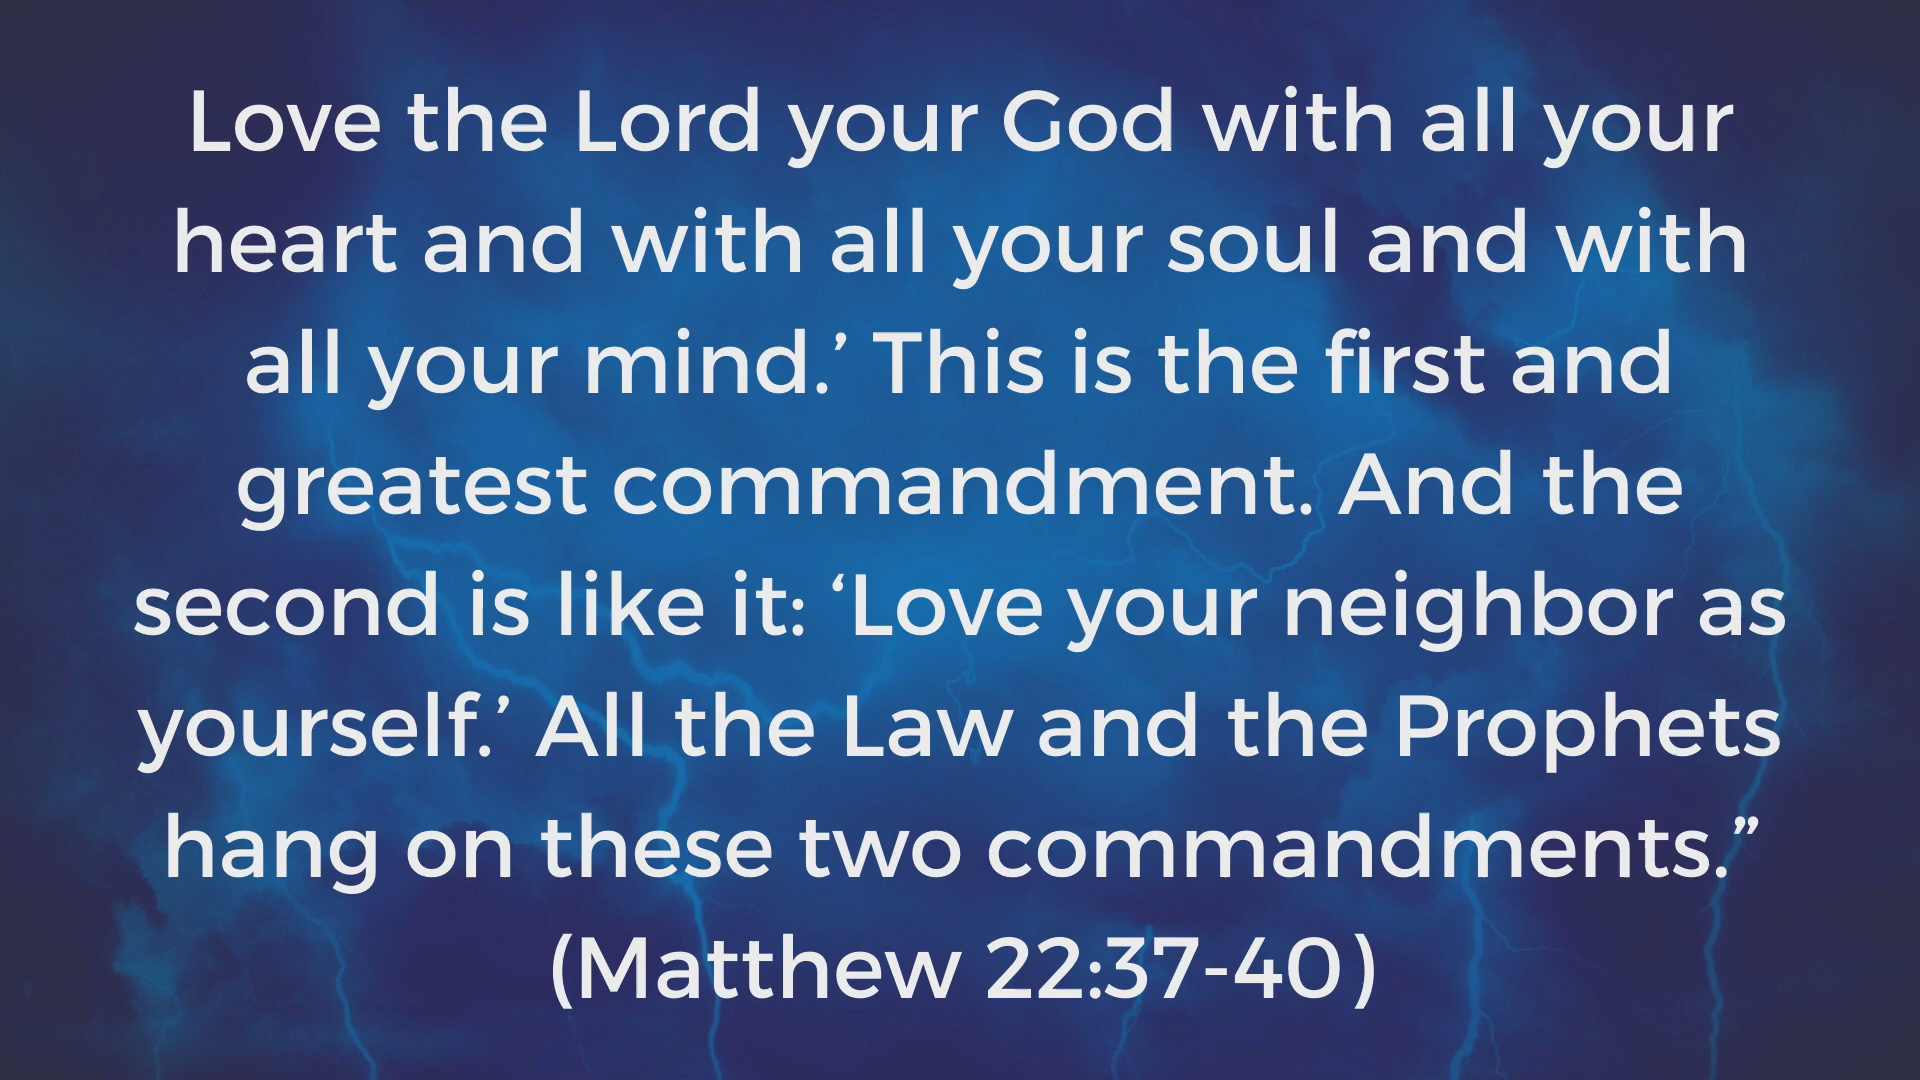 Love the Lord your God with all your
heart and with all your soul and with
all your mind.’ This is the first and
greatest commandment. And the
second is like it: ‘Love your neighbor as
yourself.’ All the Law and the Prophets
hang on these two commandments.”
(Matthew 22:37-40)